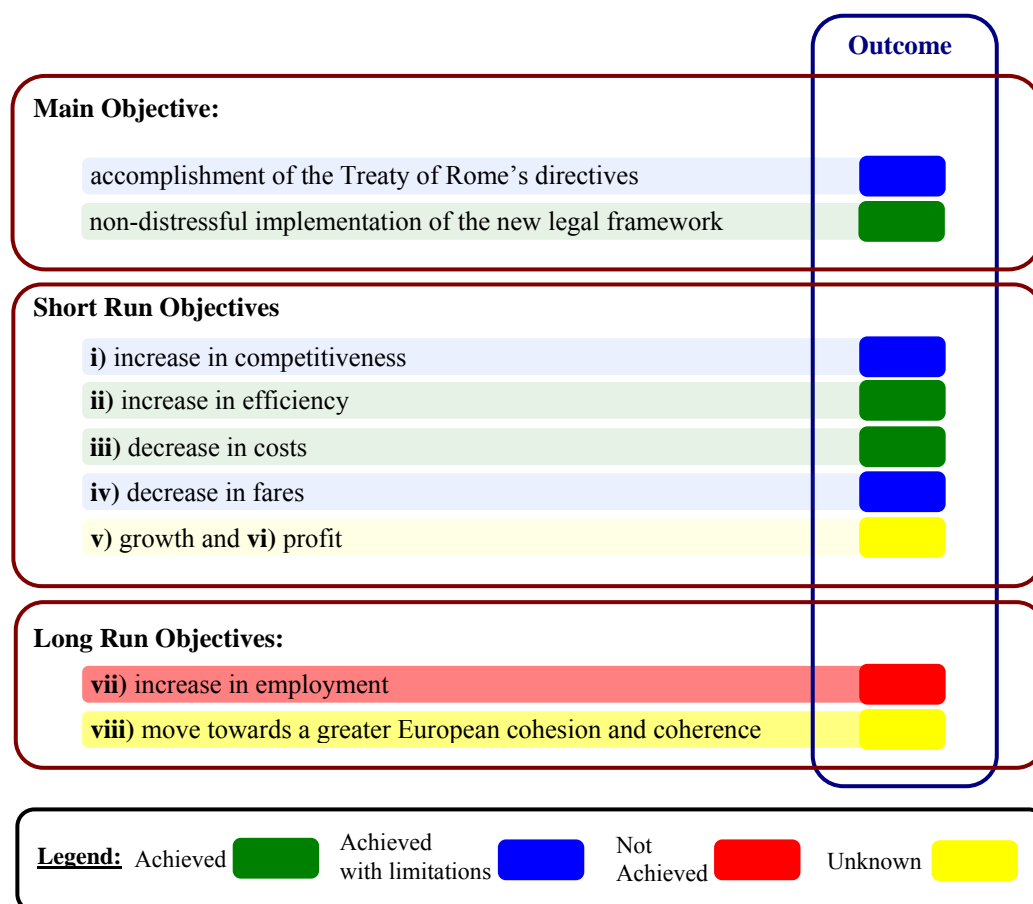 Outcome
Main Objective:
accomplishment of the Treaty of Rome’s directives
non-distressful implementation of the new legal framework
Short Run Objectives
i) increase in competitiveness
ii) increase in efficiency
iii) decrease in costs
iv) decrease in fares
v) growth and vi) profit
Long Run Objectives:
vii) increase in employment
viii) move towards a greater European cohesion and coherence
Legend: Achieved
Achieved
with limitations
Not
Achieved
Unknown